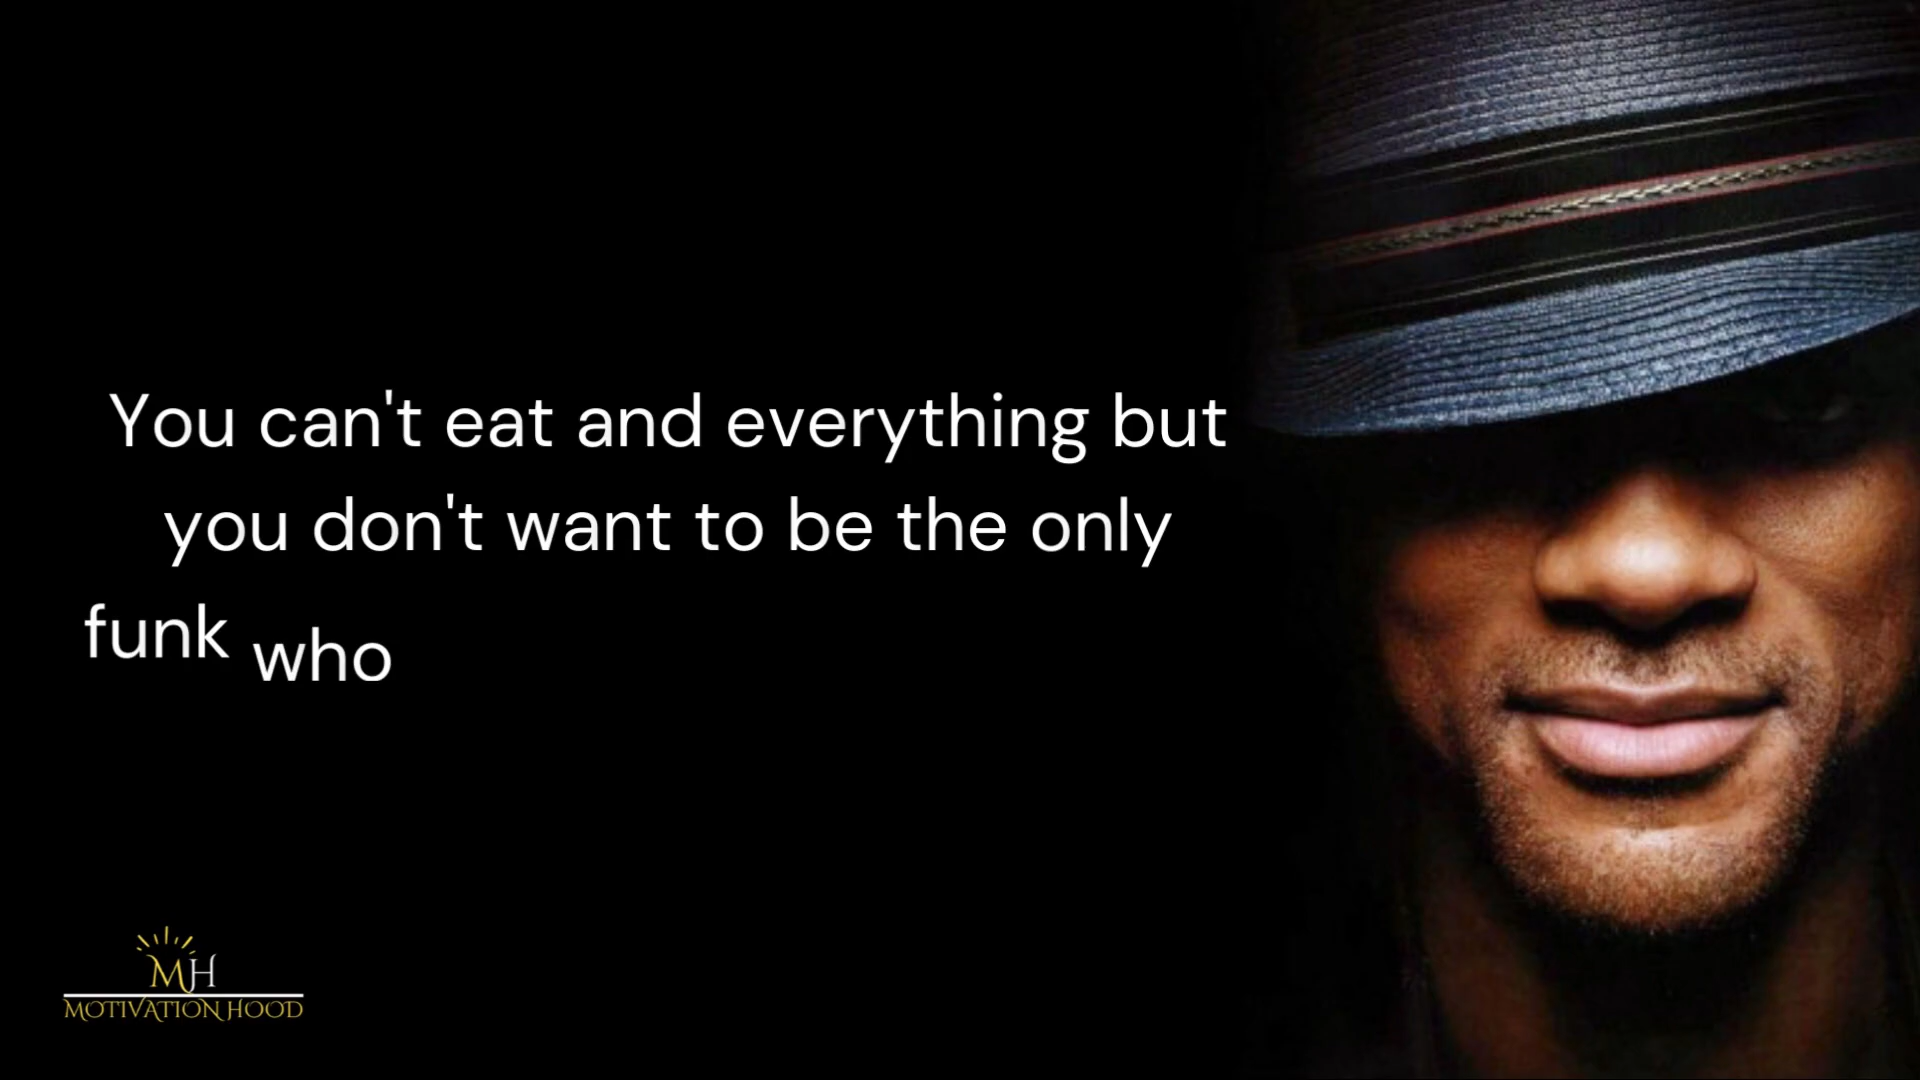 You can't eat and everything but
you don't want to be the only
funk who
MH
MOTIVATION HOOD